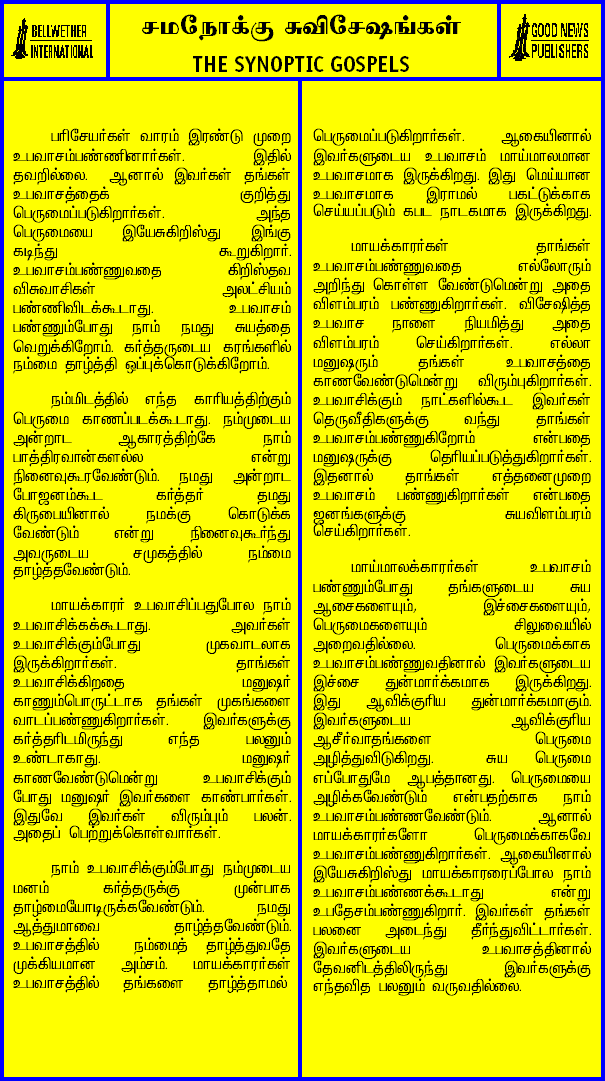 BELLWETHER
INTERNATIONAL
சமநோக்கு சுவிசேஷங்கள்
THE SYNOPTIC GOSPELS
GOOD NEWS
PUBLISHERS
பரிசேயர்கள் வாரம் இரண்டு முறை
உபவாசம்பண்ணினார்கள். இதில்
தவறில்லை. ஆனால் இவர்கள் தங்கள்
உபவாசத்தைக் குறித்து
பெருமைப்படுகிறார்கள். அந்த
பெருமையை இயேசுகிறிஸ்து இங்கு
கடிந்து கூறுகிறார்.
உபவாசம்பண்ணுவதை கிறிஸ்தவ
விசுவாசிகள் அலட்சியம்
பண்ணிவிடக்கூடாது. உபவாசம்
பண்ணும்போது நாம் நமது சுயத்தை
வெறுக்கிறோம். கர்த்தருடைய கரங்களில்
நம்மை தாழ்த்தி ஒப்புக்கொடுக்கிறோம்.
நம்மிடத்தில் எந்த காரியத்திற்கும்
பெருமை காணப்படக்கூடாது. நம்முடைய
அன்றாட ஆகாரத்திற்கே நாம்
பாத்திரவான்களல்ல என்று
நினைவுகூரவேண்டும். நமது அன்றாட
போஜனம்கூட கர்த்தர் தமது
கிருபையினால் நமக்கு கொடுக்க
வேண்டும் என்று நினைவுகூர்ந்து
அவருடைய சமுகத்தில் நம்மை
தாழ்த்தவேண்டும்.
மாயக்காரர் உபவாசிப்பதுபோல நாம்
உபவாசிக்கக்கூடாது. அவர்கள்
உபவாசிக்கும்போது முகவாடலாக
இருக்கிறார்கள். தாங்கள்
உபவாசிக்கிறதை மனுஷர்
காணும்பொருட்டாக தங்கள் முகங்களை
வாடப்பண்ணுகிறார்கள். இவர்களுக்கு
கர்த்தரிடமிருந்து எந்த பலனும்
உண்டாகாது. மனுஷர்
காணவேண்டுமென்று உபவாசிக்கும்
போது மனுஷர் இவர்களை காண்பார்கள்.
இதுவே இவர்கள் விரும்பும் பலன்.
அதைப் பெற்றுக்கொள்வார்கள்.
நாம் உபவாசிக்கும்போது நம்முடைய
மனம் கர்த்தருக்கு முன்பாக
தாழ்மையோடிருக்கவேண்டும். நமது
ஆத்துமாவை தாழ்த்தவேண்டும்.
உபவாசத்தில் நம்மைத் தாழ்த்துவதே
முக்கியமான அம்சம். மாயக்காரர்கள்
உபவாசத்தில் தங்களை தாழ்த்தாமல்
பெருமைப்படுகிறார்கள். ஆகையினால்
இவர்களுடைய உபவாசம் மாய்மாலமான
உபவாசமாக இருக்கிறது. இது மெய்யான
உபவாசமாக இராமல் பகட்டுக்காக
செய்யப்படும் கபட நாடகமாக இருக்கிறது.
மாயக்காரர்கள் தாங்கள்
உபவாசம்பண்ணுவதை எல்லோரும்
அறிந்து கொள்ள வேண்டுமென்று அதை
விளம்பரம் பண்ணுகிறார்கள். விசேஷித்த
உபவாச நாளை நியமித்து அதை
விளம்பரம் செய்கிறார்கள். எல்லா
மனுஷரும் தங்கள் உபவாசத்தை
காணவேண்டுமென்று விரும்புகிறார்கள்.
உபவாசிக்கும் நாட்களில்கூட இவர்கள்
தெருவீதிகளுக்கு வந்து தாங்கள்
உபவாசம்பண்ணுகிறோம் என்பதை
மனுஷருக்கு தெரியப்படுத்துகிறார்கள்.
இதனால் தாங்கள் எத்தனைமுறை
உபவாசம் பண்ணுகிறார்கள் என்பதை
ஜனங்களுக்கு சுயவிளம்பரம்
செய்கிறார்கள்.
மாய்மாலக்காரர்கள் உபவாசம்
பண்ணும்போது தங்களுடைய சுய
ஆசைகளையும், இச்சைகளையும்,
பெருமைகளையும் சிலுவையில்
அறைவதில்லை. பெருமைக்காக
உபவாசம்பண்ணுவதினால் இவர்களுடைய
இச்சை துன்மார்க்கமாக இருக்கிறது.
இது ஆவிக்குரிய துன்மார்க்கமாகும்.
இவர்களுடைய ஆவிக்குரிய
ஆசீர்வாதங்களை பெருமை
அழித்துவிடுகிறது. சுய பெருமை
எப்போதுமே ஆபத்தானது. பெருமையை
அழிக்கவேண்டும் என்பதற்காக நாம்
உபவாசம்பண்ணவேண்டும். ஆனால்
மாயக்காரர்களோ பெருமைக்காகவே
உபவாசம்பண்ணுகிறார்கள். ஆகையினால்
இயேசுகிறிஸ்து மாயக்காரரைப்போல நாம்
உபவாசம்பண்ணக்கூடாது என்று
உபதேசம்பண்ணுகிறார். இவர்கள் தங்கள்
பலனை அடைந்து தீர்ந்துவிட்டார்கள்.
இவர்களுடைய உபவாசத்தினால்
தேவனிடத்திலிருந்து இவர்களுக்கு
எந்தவித பலனும் வருவதில்லை.